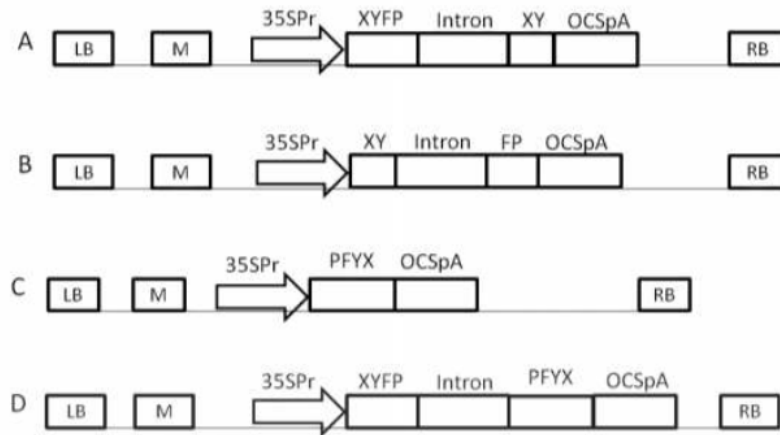 35SPr XYFP Intron XY OCSpA
A LB M RB
35SPr XY Intron FP OCSpA
B LB M RB
35SPr PFYX OCSpA
C LB M RB
35SPr XYFP Intron PFYX OCSpA
D LB M RB